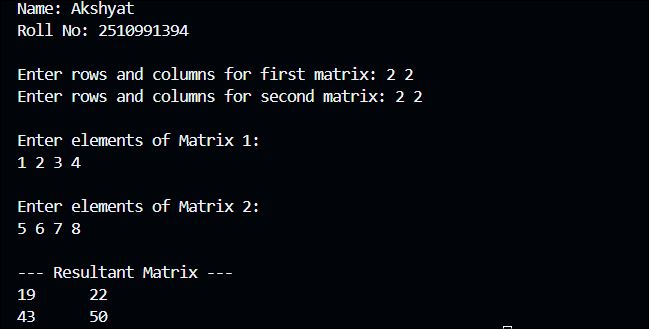 Name: Akshyat
Roll No: 2510991394
Enter rows and columns for first matrix: 2 2
Enter rows and columns for second matrix: 2 2
Enter elements of Matrix 1:
1 2 3 4
Enter elements of Matrix 2:
5 6 7 8
--- Resultant Matrix ---
19 22
43 50